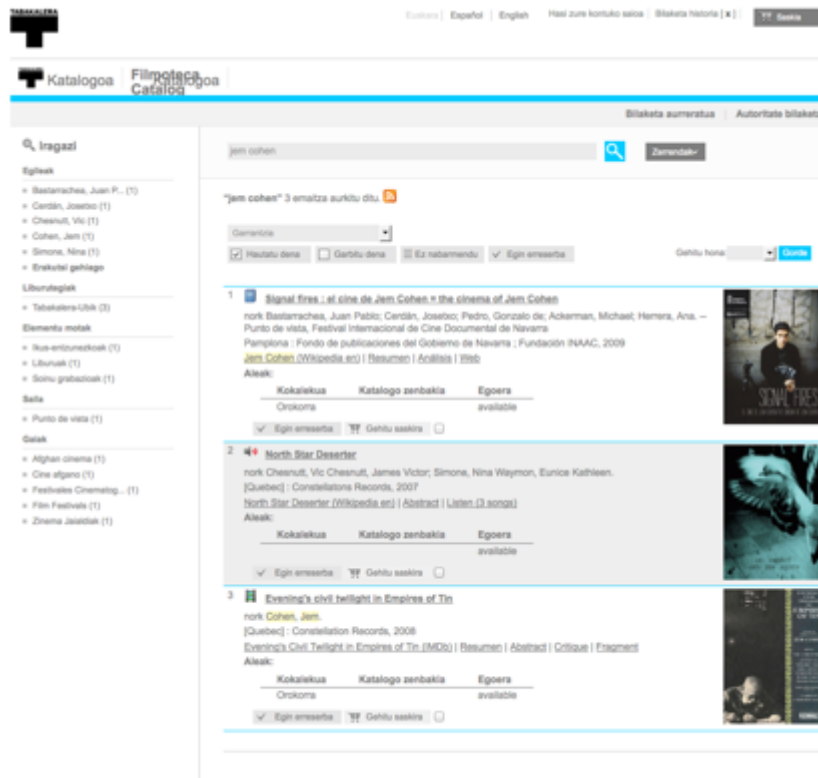 TABAKALERA
Euskara | Español | English Hasi zure kontuko saioa | Bilaketa historia [ x ] Saskia
Katalogoa Filmoteca Katalogoa
Catalog
Bilaketa aurreratua Autoritate bilaketa
Iragazi
Egileak
Bastarrachea, Juan P... (1)
Cerdán, Josetxo (1)
Chesnutt, Vic (1)
Cohen, Jem (1)
Simone, Nina (1)
Erakutsi gehiago
Liburutegiak
Tabakalera-Ubik (3)
Elementu motak
Ikus-entzunezkoak (1)
Liburuak (1)
Soinu grabazioak (1)
Saila
Punto de vista (1)
Gaiak
Afghan cinema (1)
Cine afgano (1)
Festivales Cinematog... (1)
Film Festivals (1)
Zinema Jaialdiak (1)
jem cohen Zerrendak
"jem cohen" 3 emaitza aurkitu ditu.
Garrantzia
Hautatu dena Garbitu dena Ez nabarmendu Egin erreserba Gehitu hona: Gorde
1 Signal fires : el cine de Jem Cohen = the cinema of Jem Cohen
nork Bastarrachea, Juan Pablo; Cerdán, Josetxo; Pedro, Gonzalo de; Ackerman, Michael; Herrera, Ana. --
Punto de vista, Festival Internacional de Cine Documental de Navarra
Pamplona : Fondo de publicaciones del Gobierno de Navarra ; Fundación INAAC, 2009
Jem Cohen (Wikipedia en) | Resumen | Análisis | Web
Aleak:
Kokalekua Katalogo zenbakia Egoera
Orokorra available
Egin erreserba Gehitu saskira
SIGNAL FIRES
2 North Star Deserter
nork Chesnutt, Vic Chesnutt, James Victor; Simone, Nina Waymon, Eunice Kathleen.
[Quebec] : Constellatons Records, 2007
North Star Deserter (Wikipedia en) | Abstract | Listen (3 songs)
Aleak:
Kokalekua Katalogo zenbakia Egoera
available
Egin erreserba Gehitu saskira
3 Evening's civil twilight in Empires of Tin
nork Cohen, Jem.
[Quebec] : Constellation Records, 2008
Evening's Civil Twilight in Empires of Tin (IMDb) | Resumen | Abstract | Critique | Fragment
Aleak:
Kokalekua Katalogo zenbakia Egoera
Orokorra available
Egin erreserba Gehitu saskira